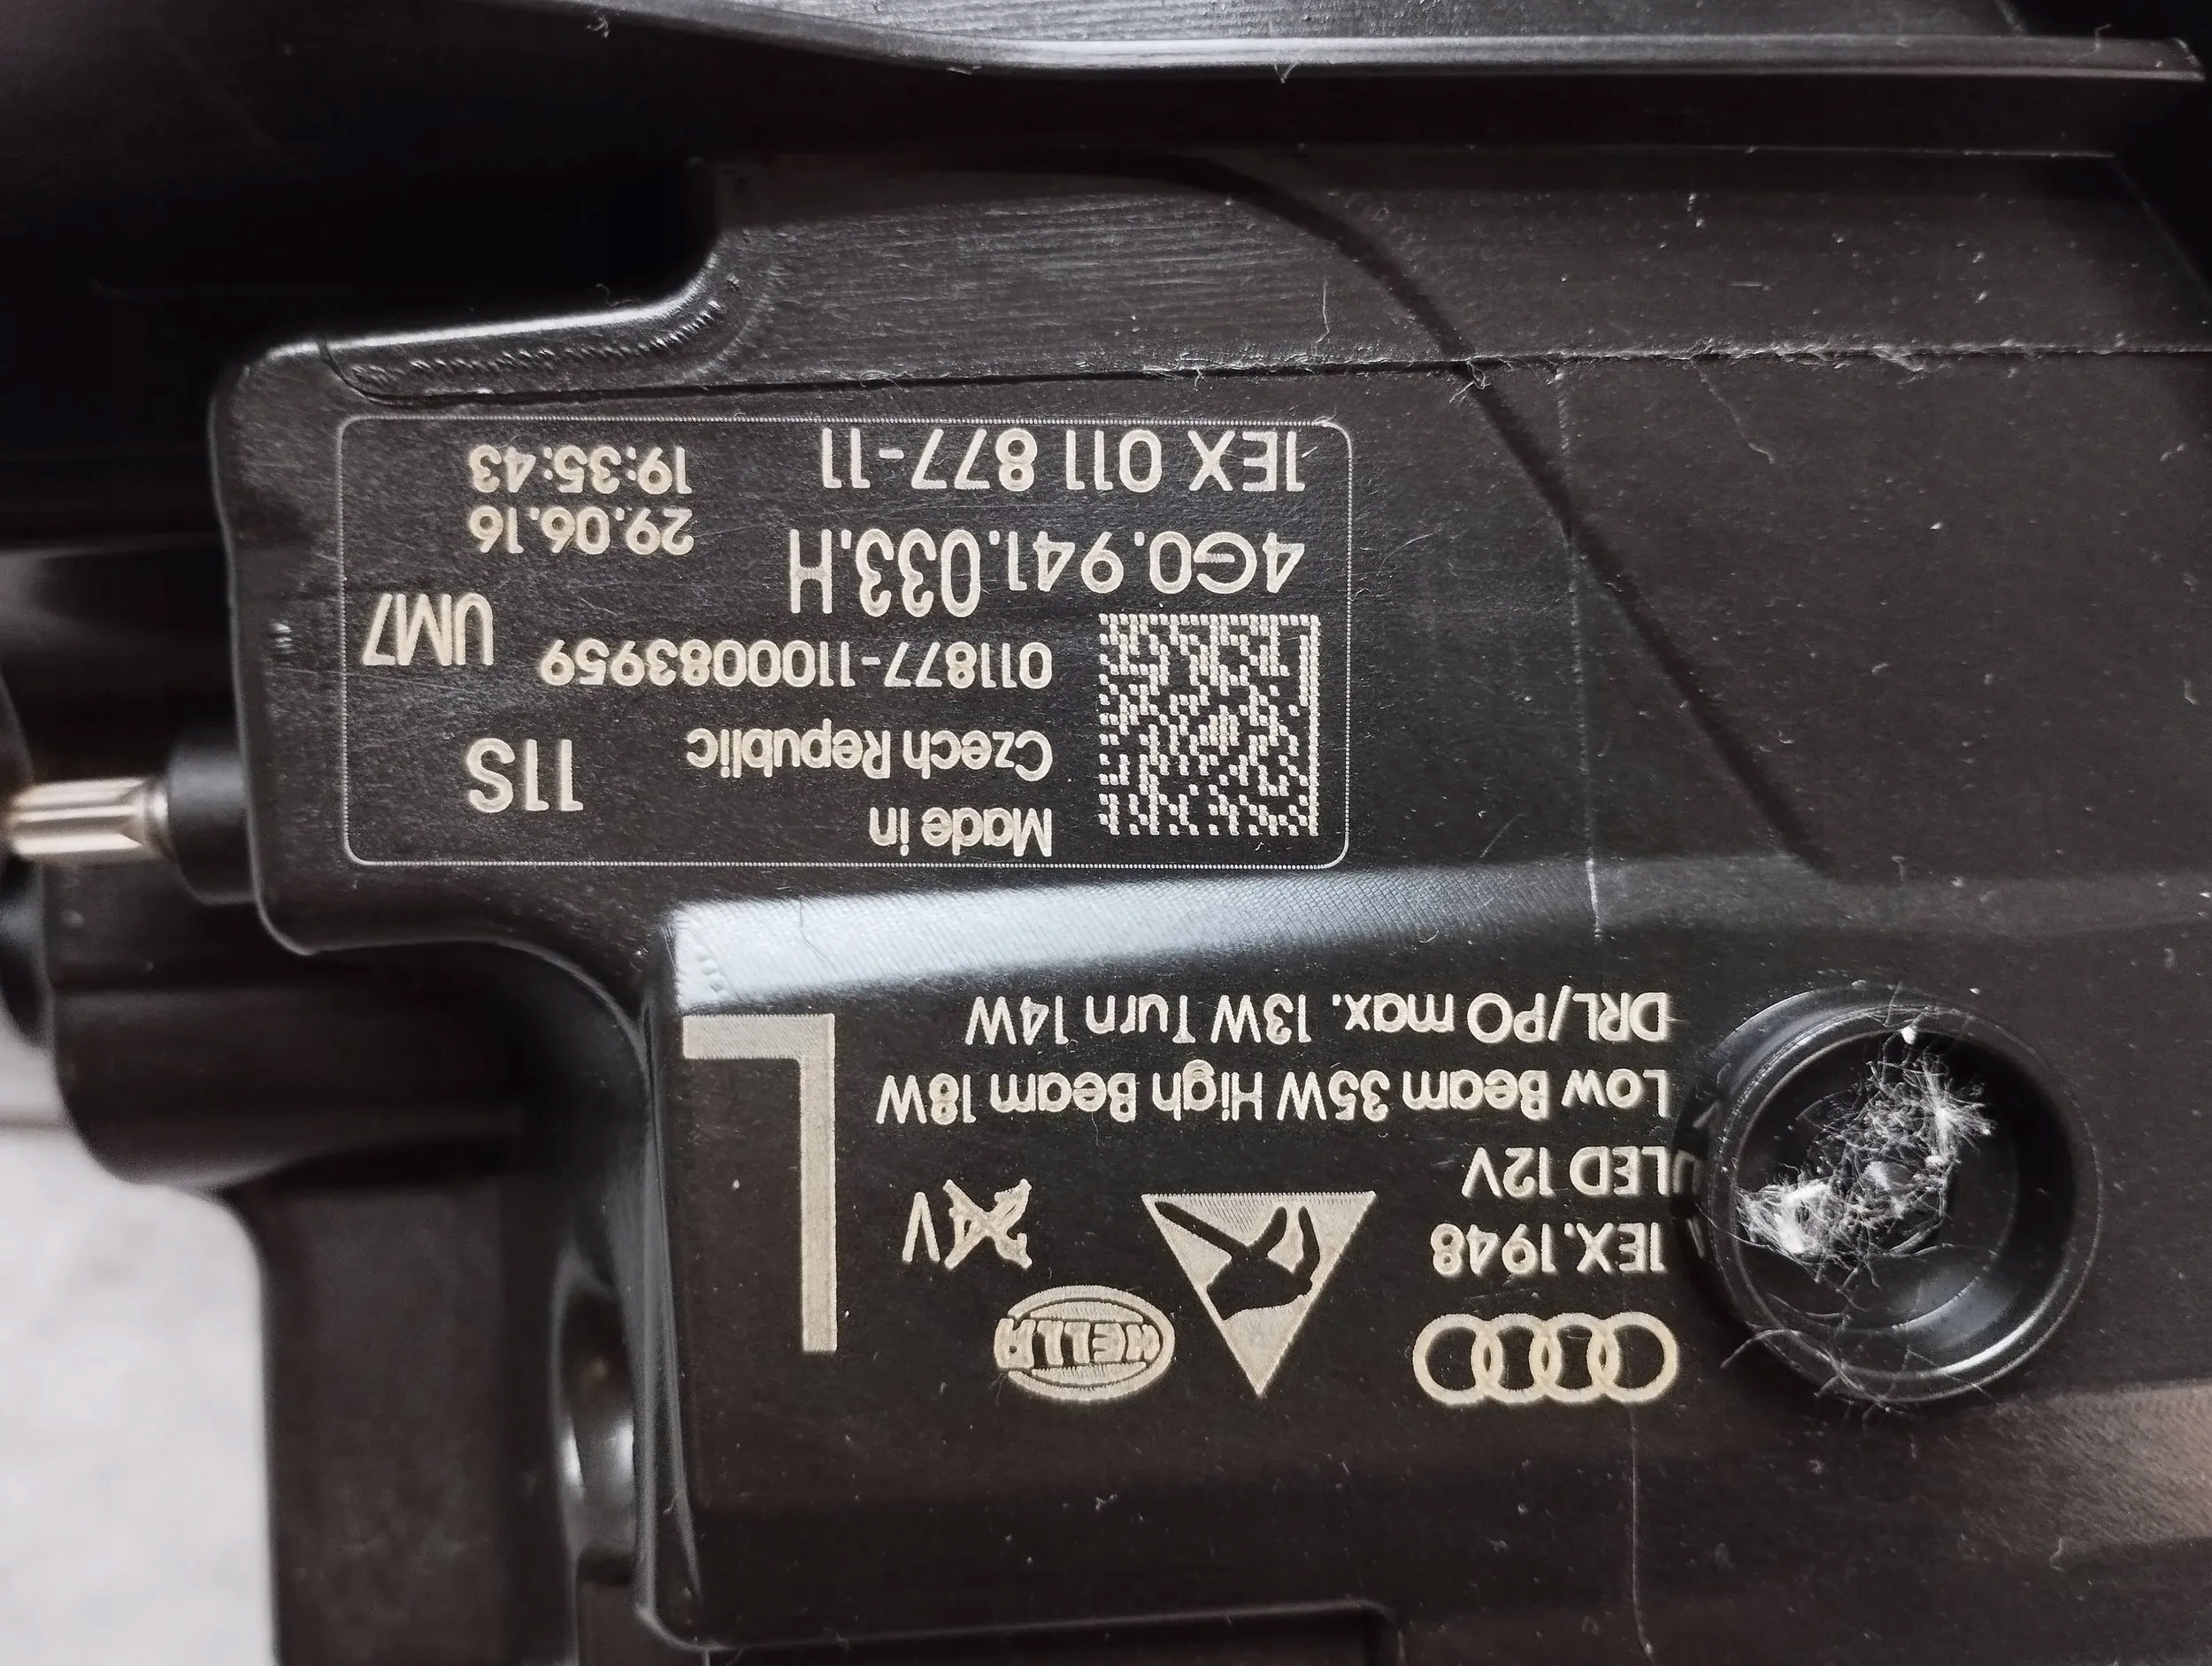 HELLA
24V
L
1EX.1948
LED 12V
Low Beam 35W High Beam 18W
DRL/PO max. 13W Turn 14W
Made in
Czech Republic
11S
011877-1100083959
UM7
4G0.941.033.H
29.06.16
1EX 011 877-11
19:35:43